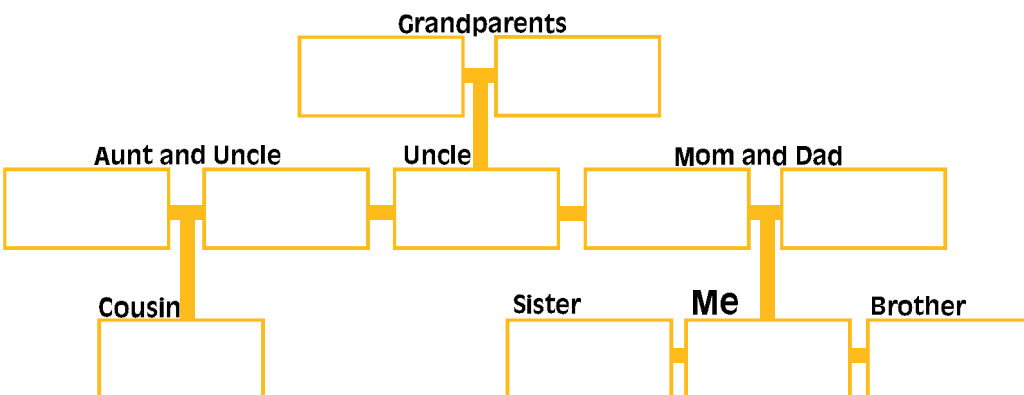 Grandparents
Aunt and Uncle
Uncle
Mom and Dad
Cousin
Sister
Me
Brother